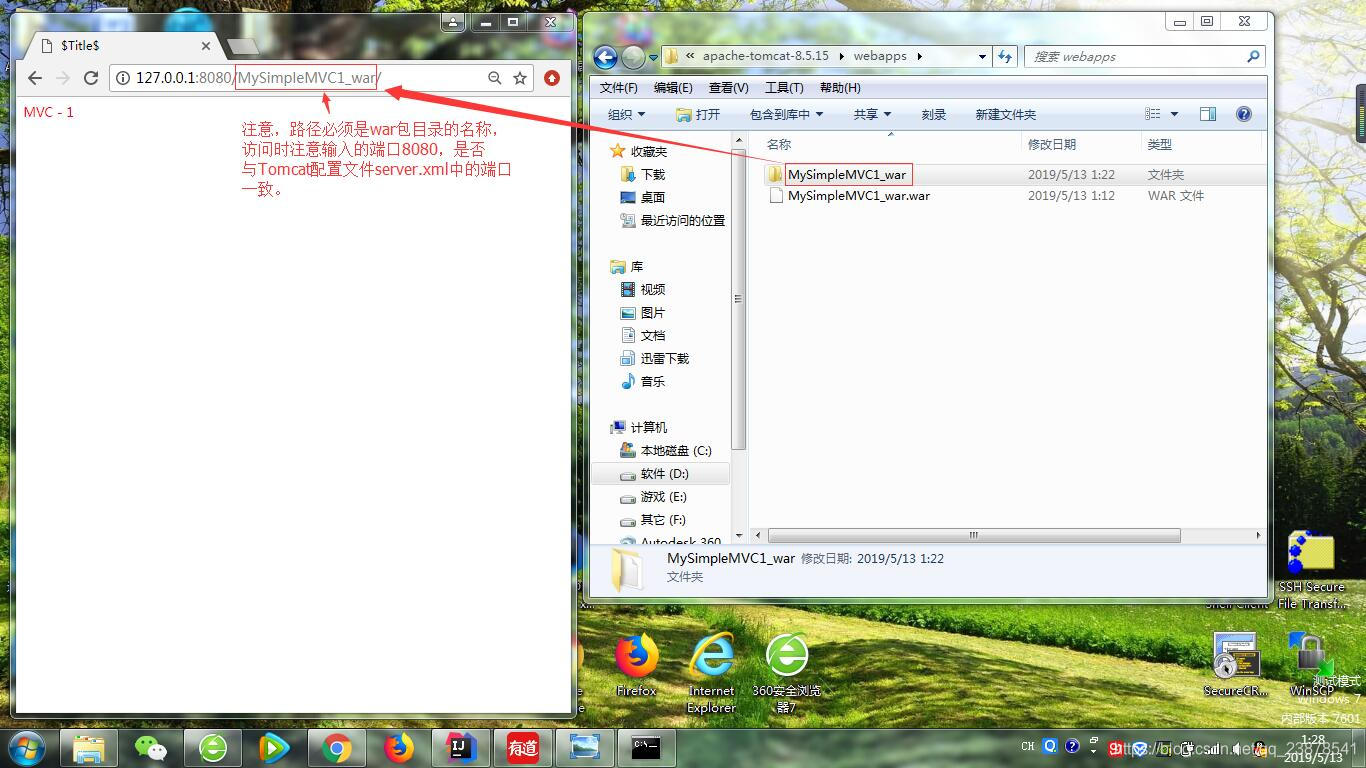 $Title$
127.0.0.1:8080/MySimpleMVC1_war/
MVC - 1
注意，路径必须是war包目录的名称，
访问时注意输入的端口8080，是否
与Tomcat配置文件server.xml中的端口
一致。
« apache-tomcat-8.5.15 webapps
搜索 webapps
文件(F) 编辑(E) 查看(V) 工具(T) 帮助(H)
组织 打开 包含到库中 共享 刻录 新建文件夹
收藏夹
下载
桌面
最近访问的位置
库
视频
图片
文档
迅雷下载
音乐
计算机
本地磁盘 (C:)
软件 (D:)
游戏 (E:)
其它 (F:)
Autodesk 360
名称 修改日期 类型
MySimpleMVC1_war 2019/5/13 1:22 文件夹
MySimpleMVC1_war.war 2019/5/13 1:12 WAR 文件
MySimpleMVC1_war 修改日期: 2019/5/13 1:22
文件夹
Shell Client
SSH Secure
File Transf...
Firefox
Internet
Explorer
360安全浏览
器7
SecureCR...
WinSCP
测试模式
Windows 7
内部版本 7601
有道
CH
1:28
2019/5/13